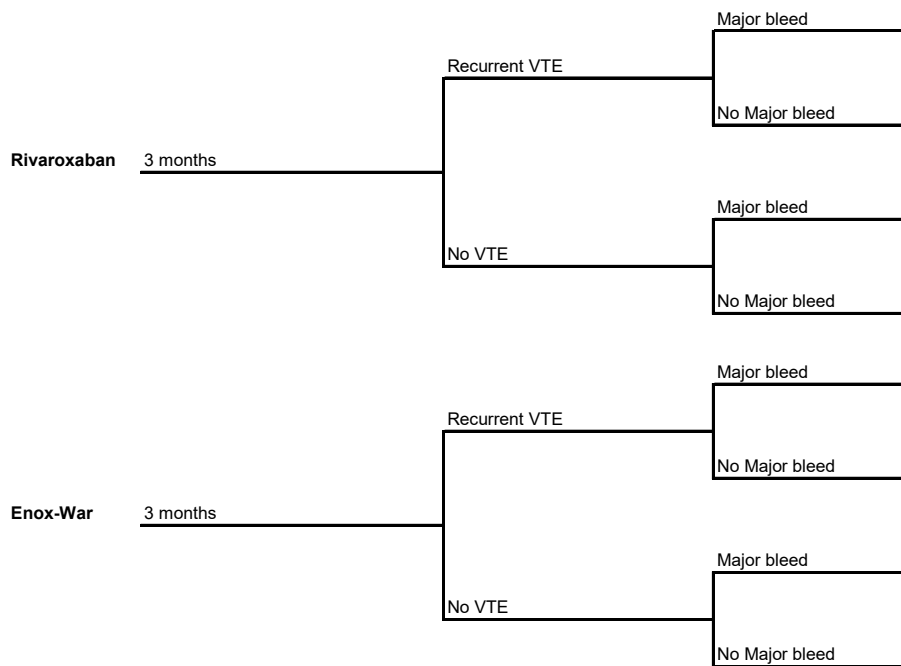 Major bleed
Recurrent VTE
No Major bleed
Rivaroxaban 3 months
Major bleed
No VTE
No Major bleed
Major bleed
Recurrent VTE
No Major bleed
Enox-War 3 months
Major bleed
No VTE
No Major bleed